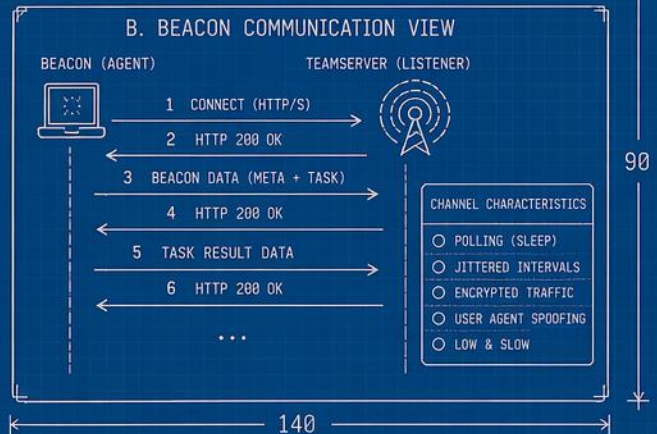 B. BEACON COMMUNICATION VIEW
BEACON (AGENT)
TEAMSERVER (LISTENER)
1 CONNECT (HTTP/S)
2 HTTP 200 OK
3 BEACON DATA (META + TASK)
4 HTTP 200 OK
5 TASK RESULT DATA
6 HTTP 200 OK
...
CHANNEL CHARACTERISTICS
POLLING (SLEEP)
JITTERED INTERVALS
ENCRYPTED TRAFFIC
USER AGENT SPOOFING
LOW & SLOW
90
140